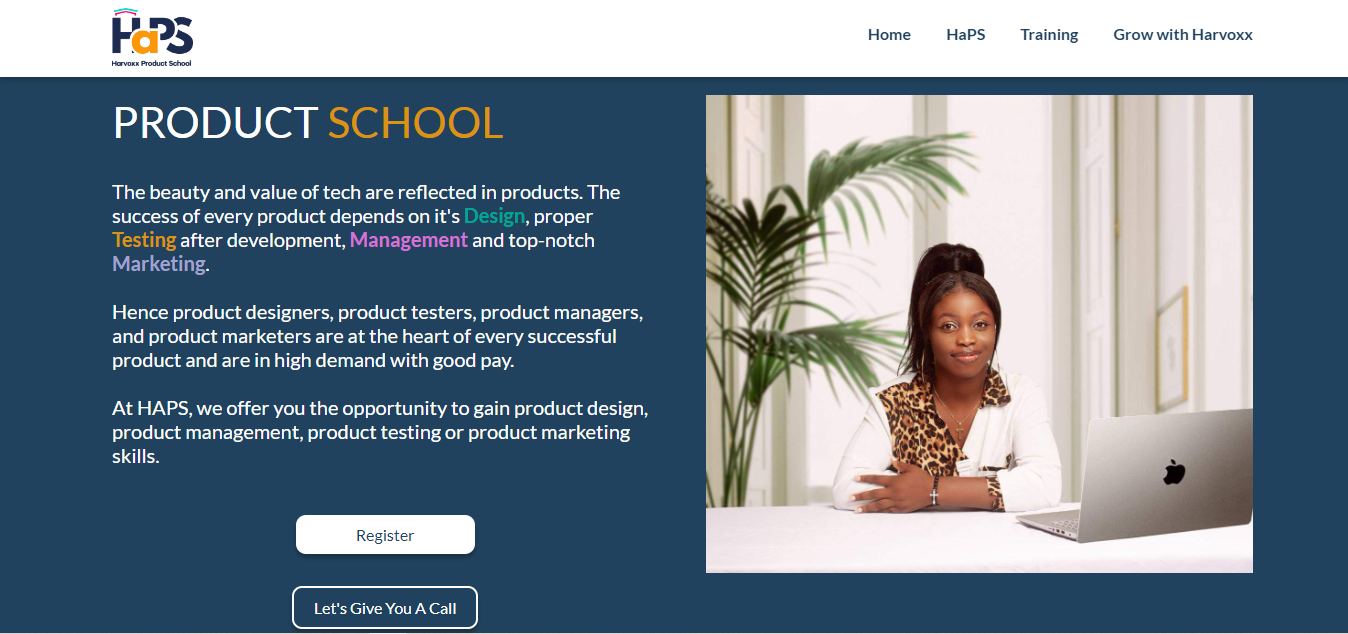 HaPS
Harvoxx Product School
Home HaPS Training Grow with Harvoxx
PRODUCT SCHOOL
The beauty and value of tech are reflected in products. The
success of every product depends on it's Design, proper
Testing after development, Management and top-notch
Marketing.
Hence product designers, product testers, product managers,
and product marketers are at the heart of every successful
product and are in high demand with good pay.
At HAPS, we offer you the opportunity to gain product design,
product management, product testing or product marketing
skills.
Register
Let's Give You A Call